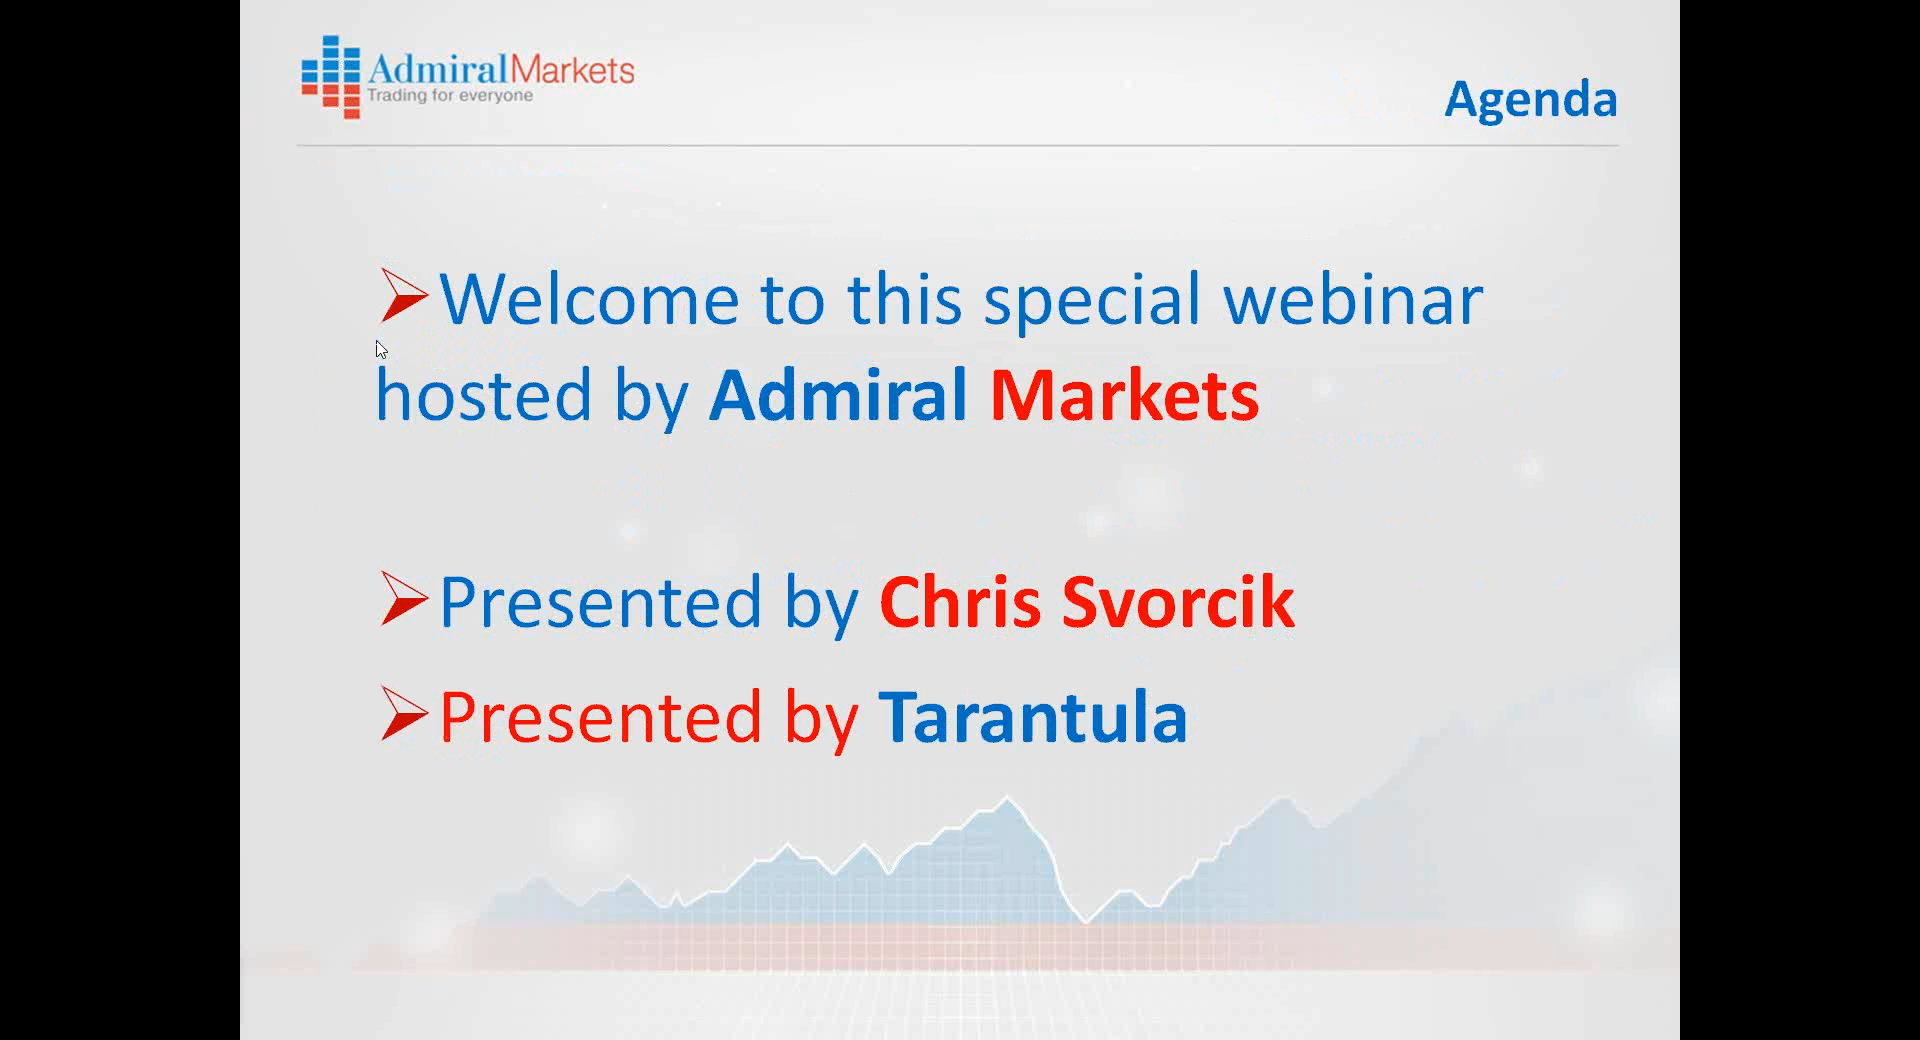 AdmiralMarkets
Trading for everyone
Agenda
Welcome to this special webinar
hosted by Admiral Markets
Presented by Chris Svorcik
Presented by Tarantula